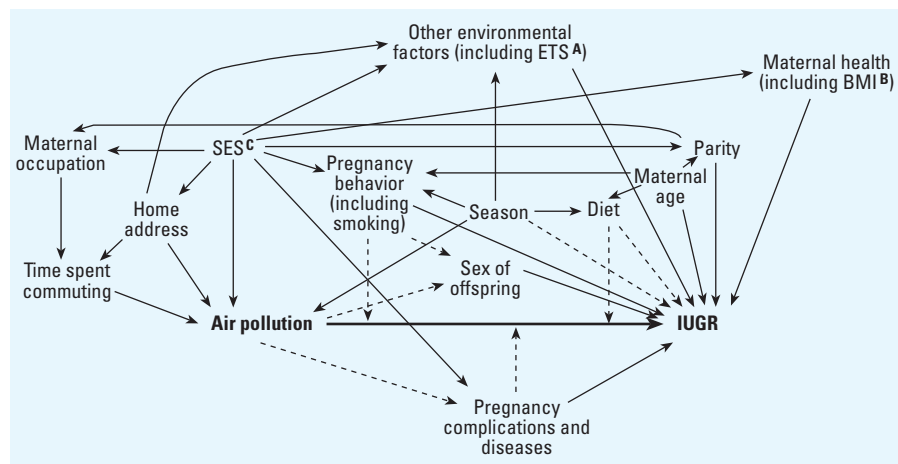 Other environmental
factors (including ETS A)
Maternal health
(including BMI B)
Maternal
occupation
SES C
Parity
Pregnancy
behavior
(including
smoking)
Maternal
age
Home
address
Season
Diet
Time spent
commuting
Sex of
offspring
Air pollution
IUGR
Pregnancy
complications and
diseases